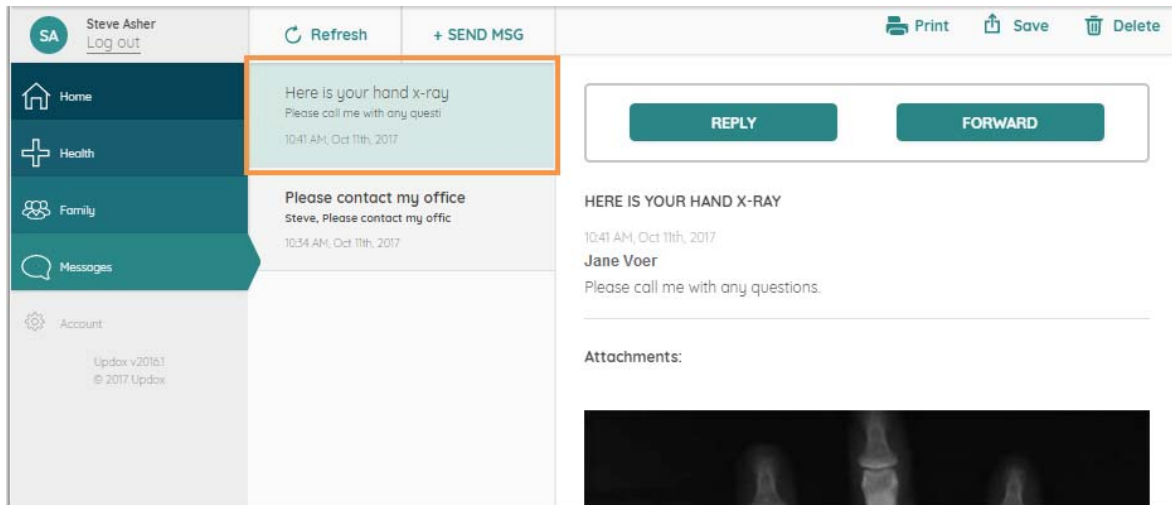 SA
Steve Asher
Log out
Home
Health
Family
Messages
Account
Updox v2016.1
© 2017 Updox
Refresh
+ SEND MSG
Here is your hand x-ray
Please call me with any questi
10:41 AM, Oct 11th, 2017
Please contact my office
Steve, Please contact my offic
10:34 AM, Oct 11th, 2017
Print
Save
Delete
REPLY
FORWARD
HERE IS YOUR HAND X-RAY
10:41 AM, Oct 11th, 2017
Jane Voer
Please call me with any questions.
Attachments: